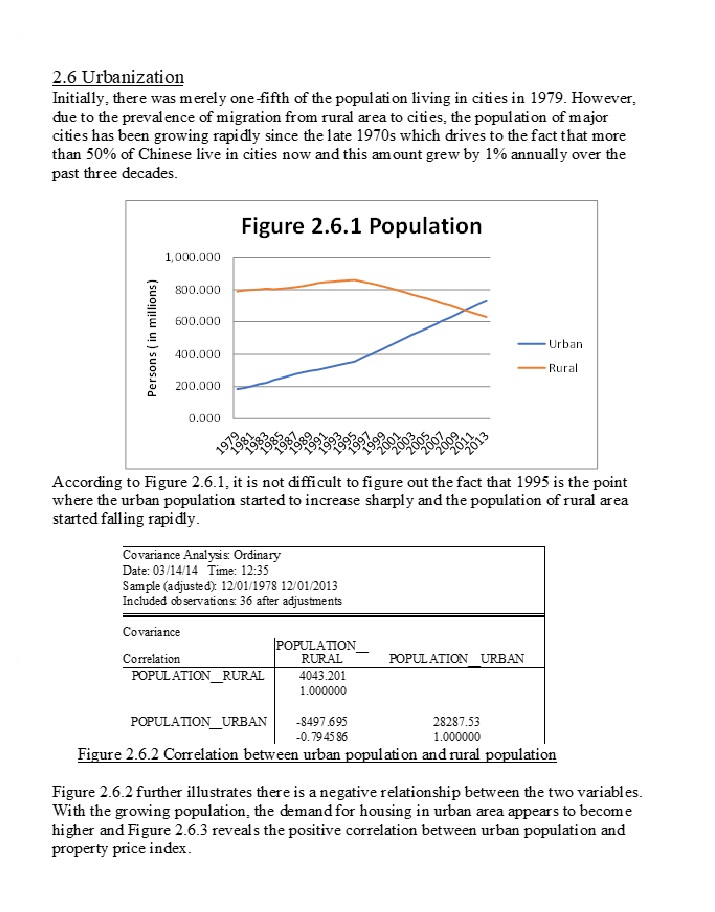 2.6 Urbanization
Initially, there was merely one-fifth of the population living in cities in 1979. However,
due to the prevalence of migration from rural area to cities, the population of major
cities has been growing rapidly since the late 1970s which drives to the fact that more
than 50% of Chinese live in cities now and this amount grew by 1% annually over the
past three decades.
Figure 2.6.1 Population
Persons ( in millions)
1,000.000
800.000
600.000
400.000
200.000
0.000
1979
1981
1983
1985
1987
1989
1991
1993
1995
1997
1999
2001
2003
2005
2007
2009
2011
2013
Urban
Rural
According to Figure 2.6.1, it is not difficult to figure out the fact that 1995 is the point
where the urban population started to increase sharply and the population of rural area
started falling rapidly.
Covariance Analysis: Ordinary
Date: 03/14/14 Time: 12:35
Sample (adjusted): 12/01/1978 12/01/2013
Included observations: 36 after adjustments
Covariance
POPULATION__
Correlation RURAL POPULATION__URBAN
POPULATION__RURAL 4043.201
1.000000
POPULATION__URBAN -8497.695 28287.53
-0.794586 1.000000
Figure 2.6.2 Correlation between urban population and rural population
Figure 2.6.2 further illustrates there is a negative relationship between the two variables.
With the growing population, the demand for housing in urban area appears to become
higher and Figure 2.6.3 reveals the positive correlation between urban population and
property price index.